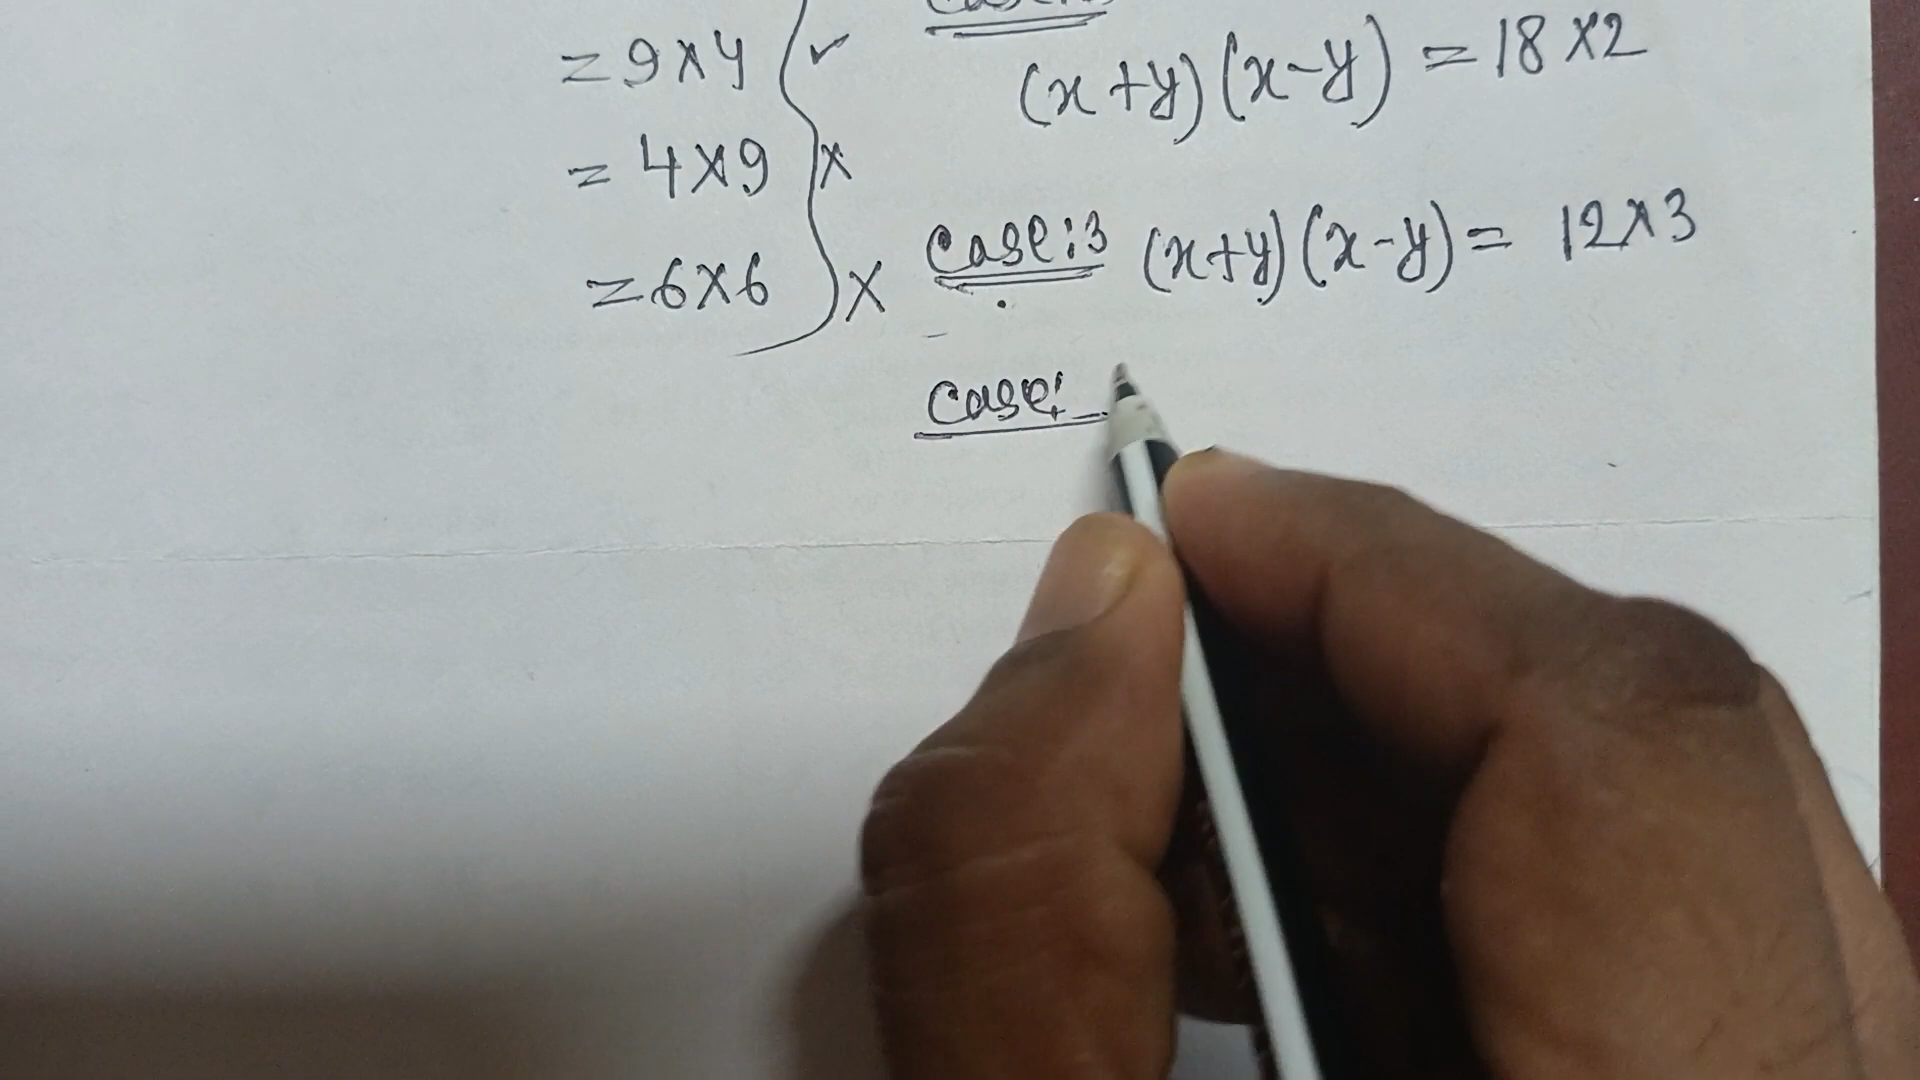 = 9 x 4 ✓
(x + y) (x - y) = 18 x 2
= 4 x 9 x
Case: 3 (x + y) (x - y) = 12 x 3
= 6 x 6 x
Case: